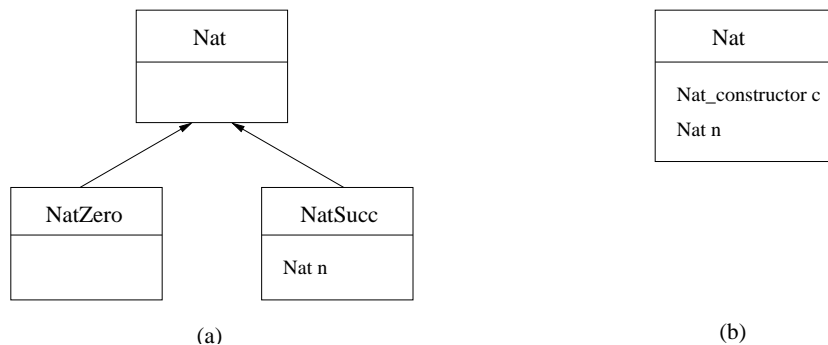 Nat
NatZero
NatSucc
Nat n
(a)
Nat
Nat_constructor c
Nat n
(b)